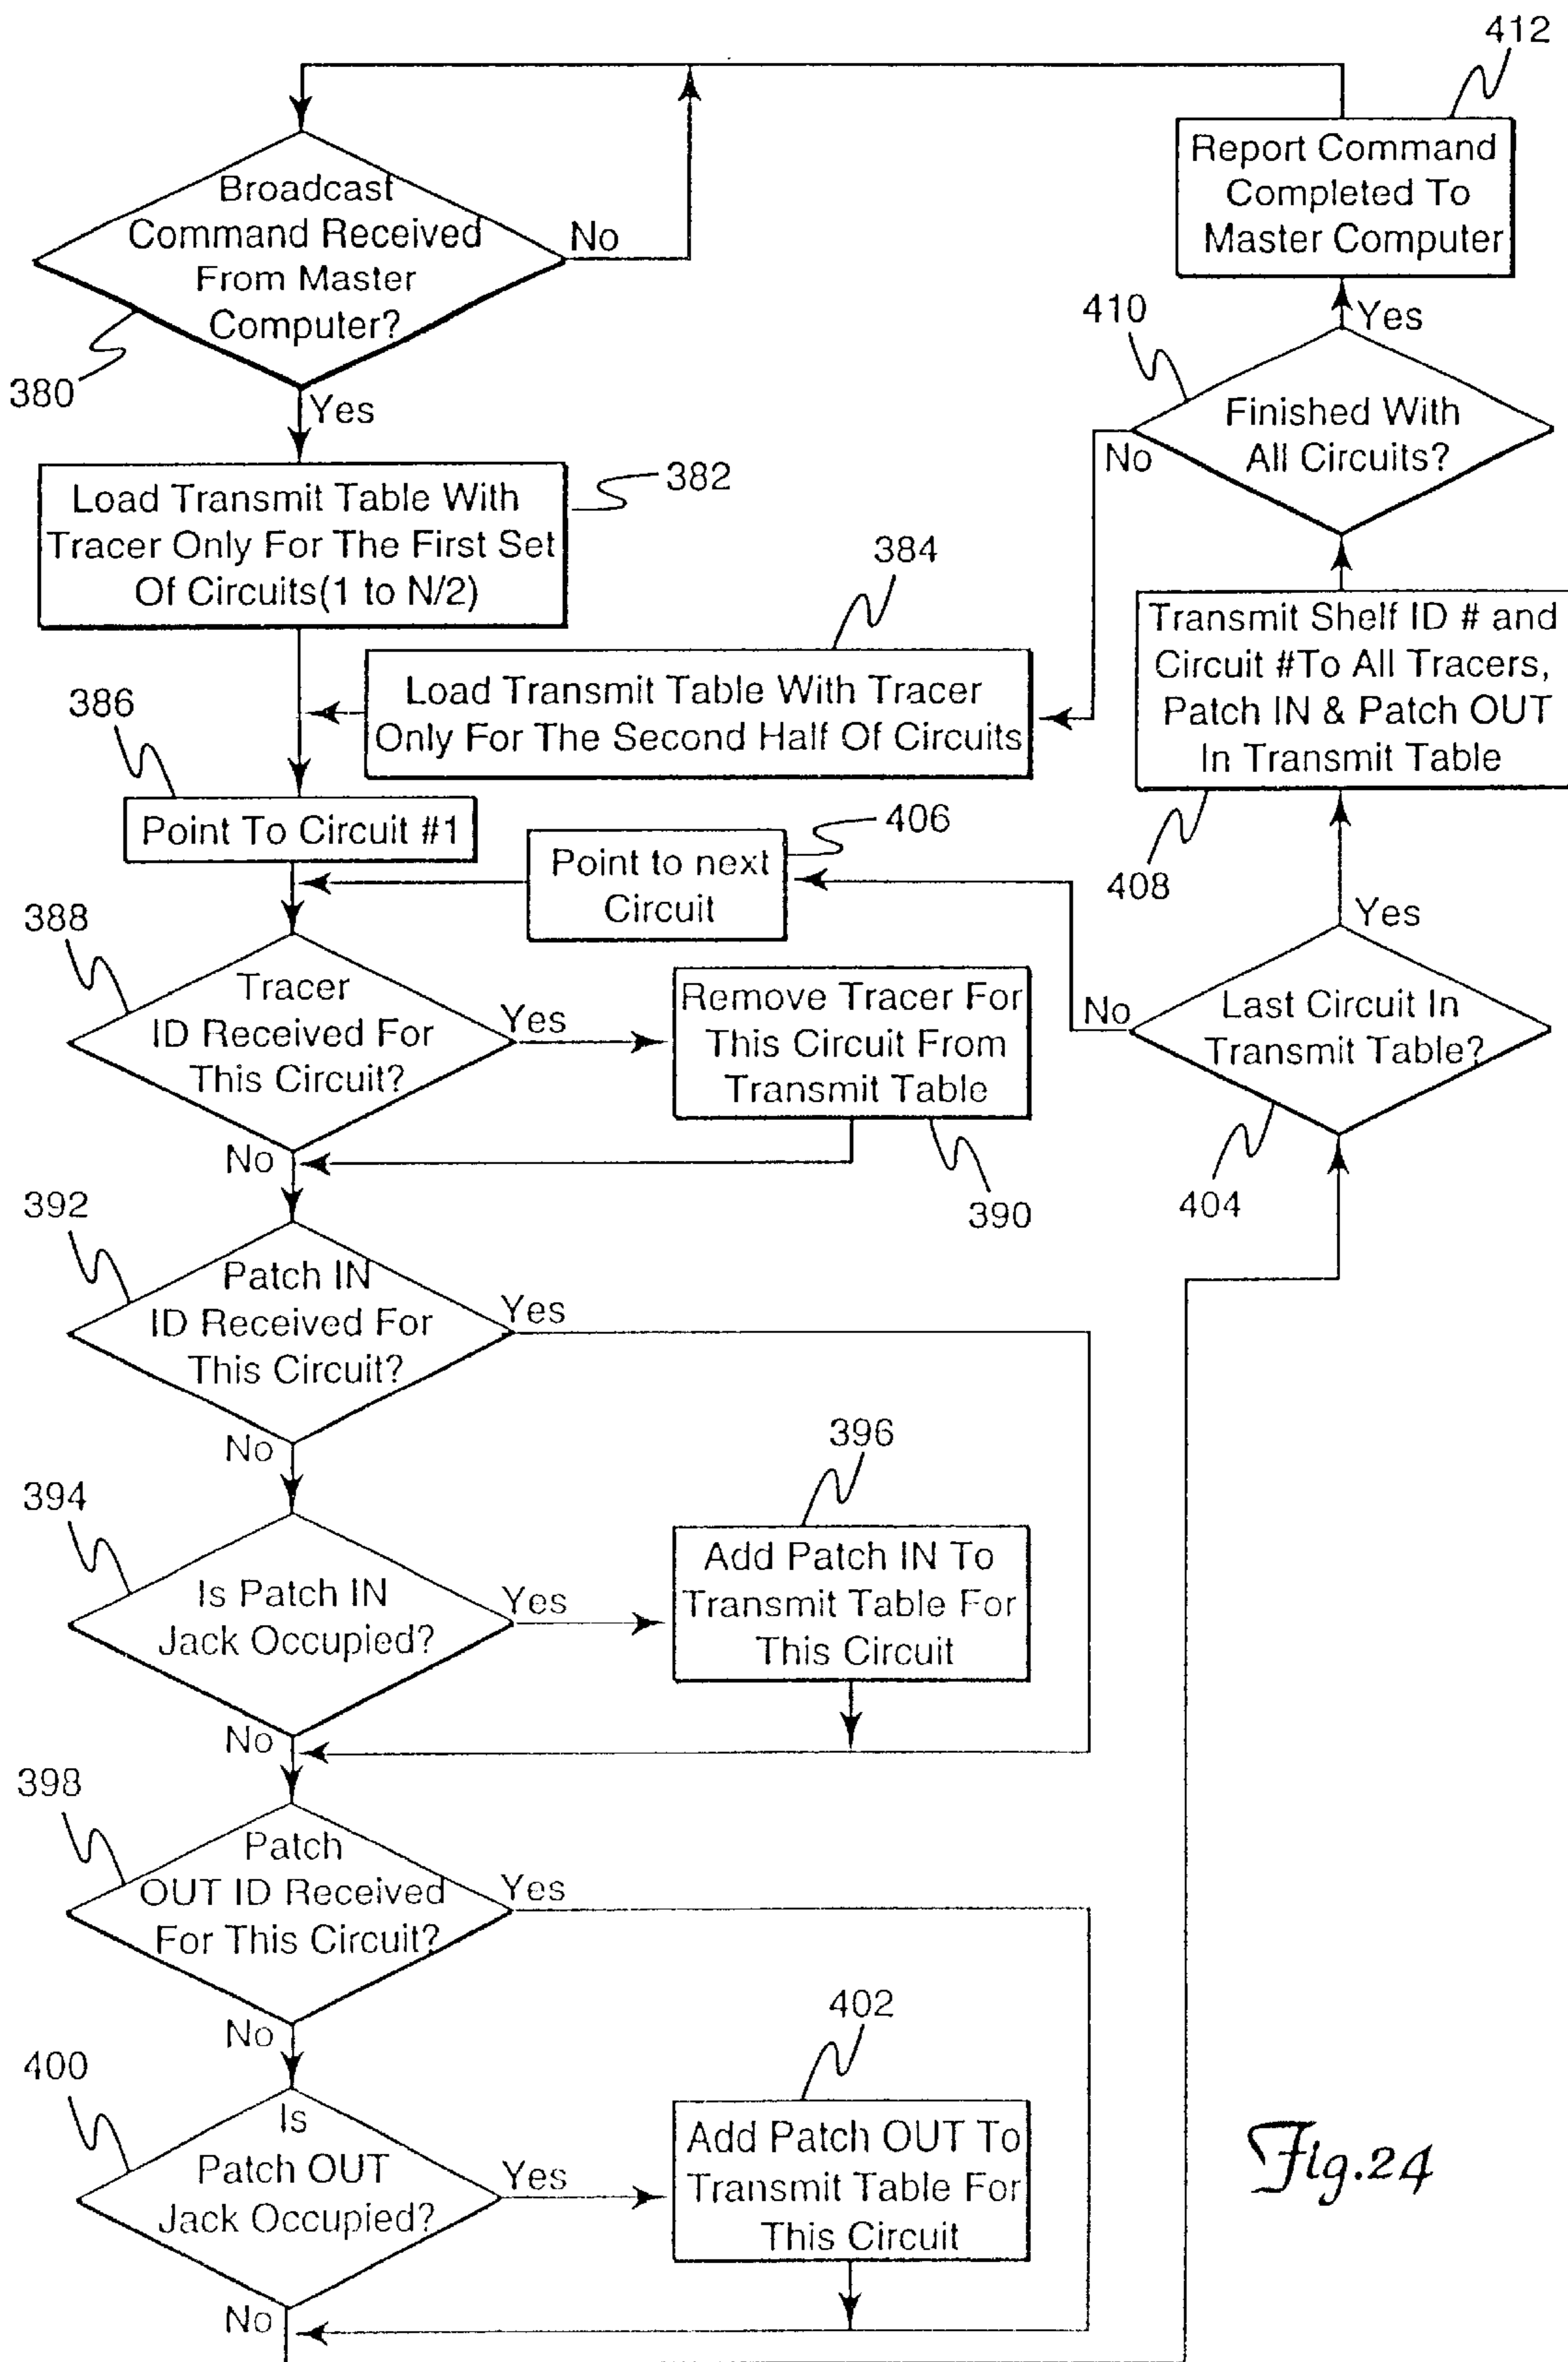 412
Broadcast
Command Received
From Master
Computer?
No
Report Command
Completed To
Master Computer
380
Yes
410
Yes
Finished With
All Circuits?
No
Load Transmit Table With
Tracer Only For The First Set
Of Circuits(1 to N/2)
382
384
Transmit Shelf ID # and
Circuit #To All Tracers,
Patch IN & Patch OUT
In Transmit Table
Load Transmit Table With Tracer
Only For The Second Half Of Circuits
386
Point To Circuit #1
406
Point to next
Circuit
408
388
Yes
Tracer
ID Received For
This Circuit?
Yes
Remove Tracer For
This Circuit From
Transmit Table
No
Last Circuit In
Transmit Table?
No
390
404
392
Patch IN
ID Received For
This Circuit?
Yes
No
396
394
Is Patch IN
Jack Occupied?
Yes
Add Patch IN To
Transmit Table For
This Circuit
No
398
Patch
OUT ID Received
For This Circuit?
Yes
No
402
400
Is
Patch OUT
Jack Occupied?
Yes
Add Patch OUT To
Transmit Table For
This Circuit
No
Fig.24